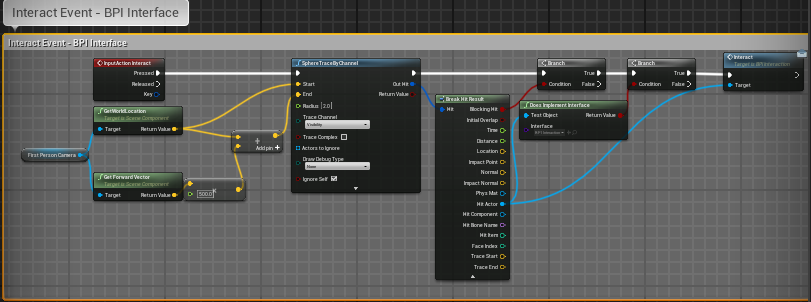 Interact Event - BPI Interface
Interact Event - BPI Interface
InputAction Interact
Pressed
Released
Key
GetWorldLocation
Target is Scene Component
Target
Return Value
First Person Camera
Get Forward Vector
Target is Scene Component
Target
Return Value
500.0
Add pin +
SphereTraceByChannel
Start
Out Hit
End
Return Value
Radius 2.0
Trace Channel
Visibility
Trace Complex
Actors to Ignore
Draw Debug Type
None
Ignore Self
Break Hit Result
Hit
Blocking Hit
Initial Overlap
Time
Distance
Location
Impact Point
Normal
Impact Normal
Phys Mat
Hit Actor
Hit Component
Hit Bone Name
Hit Item
Face Index
Trace Start
Trace End
Branch
True
Condition
False
Does Implement Interface
Test Object
Return Value
Interface
BPI Interaction
Branch
True
Condition
False
Interact
Target is BPI Interaction
Target